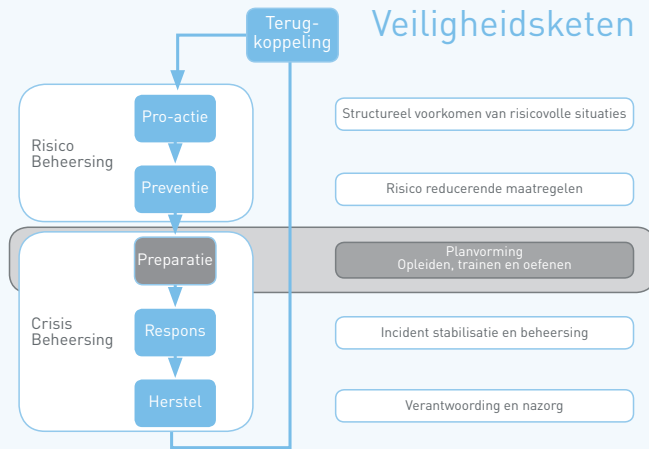 Veiligheidsketen
Terug-
koppeling
Risico
Beheersing
Pro-actie
Structureel voorkomen van risicovolle situaties
Preventie
Risico reducerende maatregelen
Crisis
Beheersing
Preparatie
Planvorming
Opleiden, trainen en oefenen
Respons
Incident stabilisatie en beheersing
Herstel
Verantwoording en nazorg